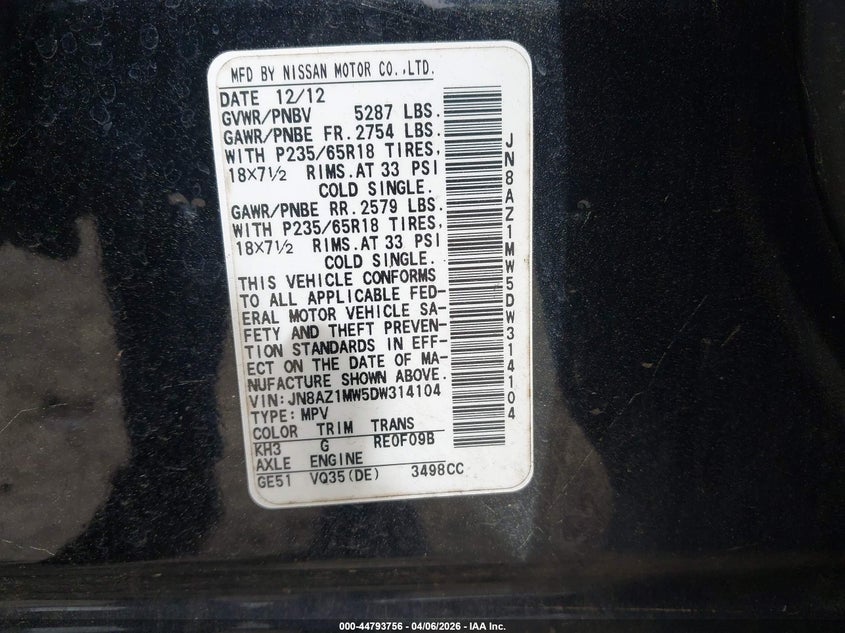 MFD BY NISSAN MOTOR CO.,LTD.
DATE 12/12
GVWR/PNBV 5287 LBS.
GAWR/PNBE FR. 2754 LBS.
WITH P235/65R18 TIRES,
18×7½ RIMS.AT 33 PSI
COLD SINGLE.
GAWR/PNBE RR. 2579 LBS.
WITH P235/65R18 TIRES,
18×7½ RIMS.AT 33 PSI
COLD SINGLE.
THIS VEHICLE CONFORMS
TO ALL APPLICABLE FED-
ERAL MOTOR VEHICLE SA-
FETY AND THEFT PREVEN-
TION STANDARDS IN EFF-
ECT ON THE DATE OF MA-
NUFACTURE SHOWN ABOVE.
VIN:JN8AZ1MW5DW314104
TYPE:MPV
COLOR TRIM TRANS
KH3 G RE0F09B
AXLE ENGINE
GE51 VQ35(DE) 3498CC
JN8AZ1MW5DW314104
000-44793756 - 04/06/2026 - IAA Inc.